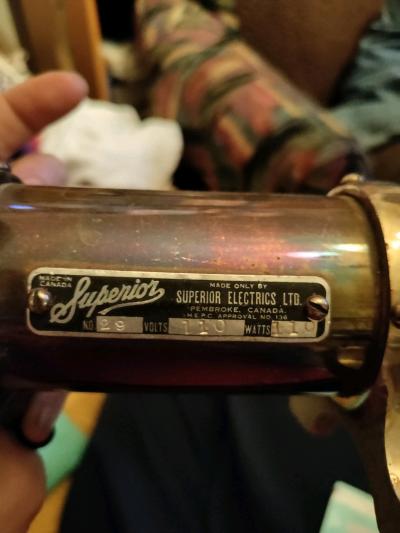 MADE IN
CANADA
Superior
MADE ONLY BY
SUPERIOR ELECTRICS LTD.
PEMBROKE, CANADA.
H.E.P.C. APPROVAL NO. 136
NO. 29 VOLTS 110 WATTS